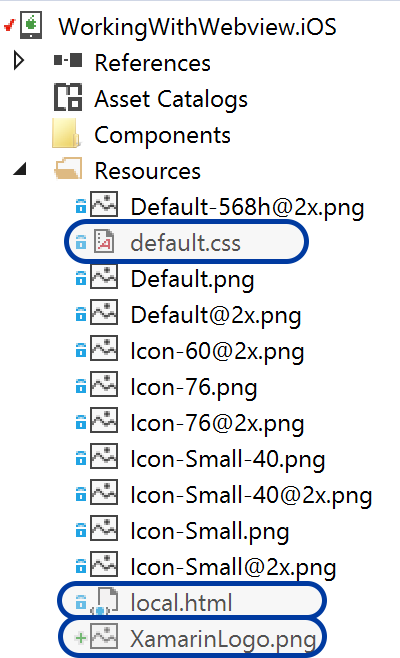 WorkingWithWebview.iOS
References
Asset Catalogs
Components
Resources
Default-568h@2x.png
default.css
Default.png
Default@2x.png
Icon-60@2x.png
Icon-76.png
Icon-76@2x.png
Icon-Small-40.png
Icon-Small-40@2x.png
Icon-Small.png
Icon-Small@2x.png
local.html
XamarinLogo.png